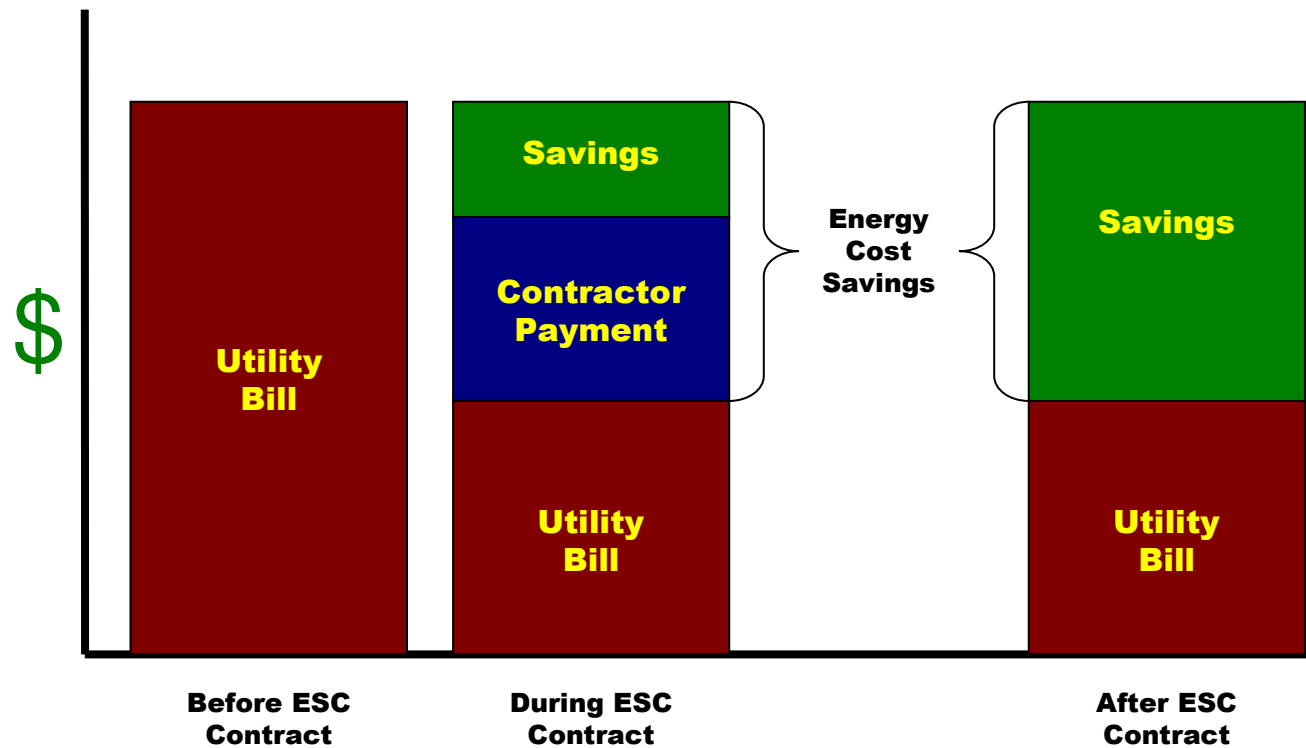 $
Utility
Bill
Savings
Contractor
Payment
Utility
Bill
Energy
Cost
Savings
Savings
Utility
Bill
Before ESC
Contract
During ESC
Contract
After ESC
Contract